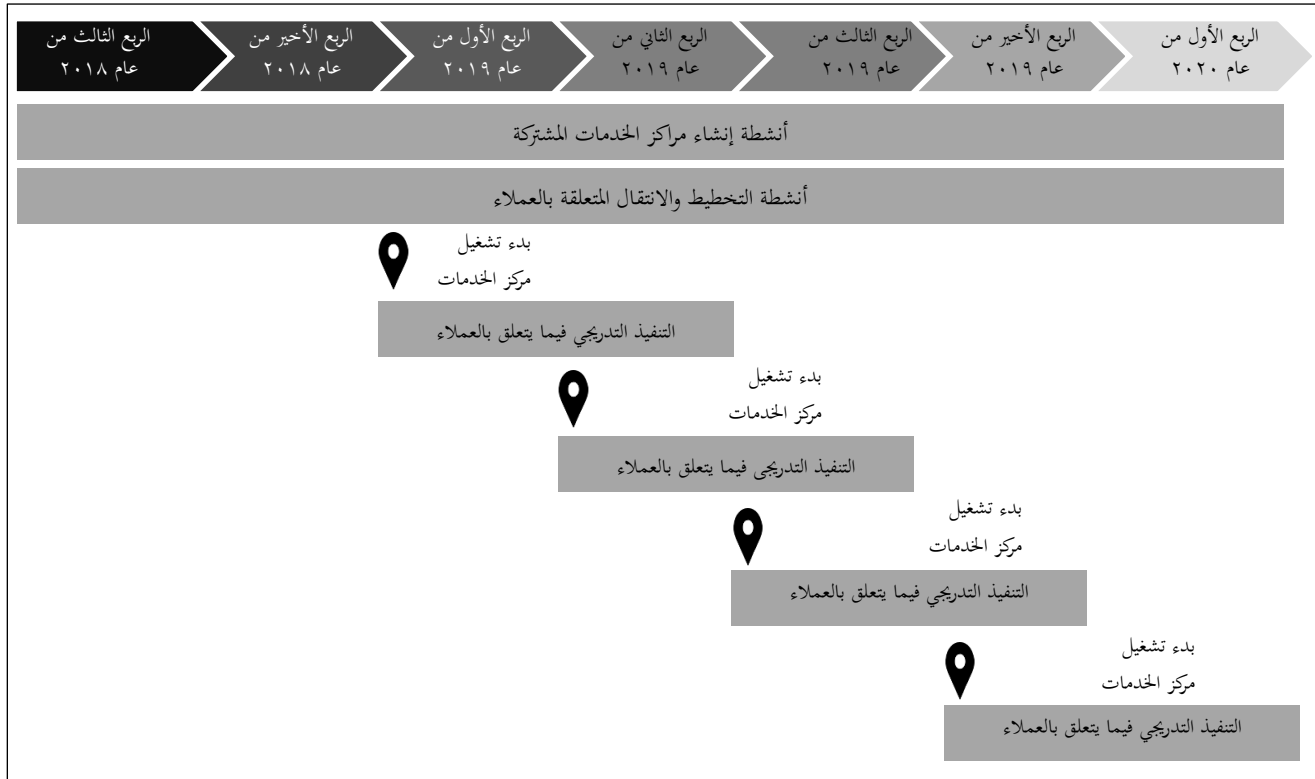 الربع الثالث من
عام ٢٠١٨
الربع الأخير من
عام ٢٠١٨
الربع الأول من
عام ٢٠١٩
الربع الثاني من
عام ٢٠١٩
الربع الثالث من
عام ٢٠١٩
الربع الأخير من
عام ٢٠١٩
الربع الأول من
عام ٢٠٢٠
أنشطة إنشاء مراكز الخدمات المشتركة
أنشطة التخطيط والانتقال المتعلقة بالعملاء
بدء تشغيل
مركز الخدمات
التنفيذ التدريجي فيما يتعلق بالعملاء
بدء تشغيل
مركز الخدمات
التنفيذ التدريجى فيما يتعلق بالعملاء
بدء تشغيل
مركز الخدمات
التنفيذ التدريجي فيما يتعلق بالعملاء
بدء تشغيل
مركز الخدمات
التنفيذ التدريجي فيما يتعلق بالعملاء